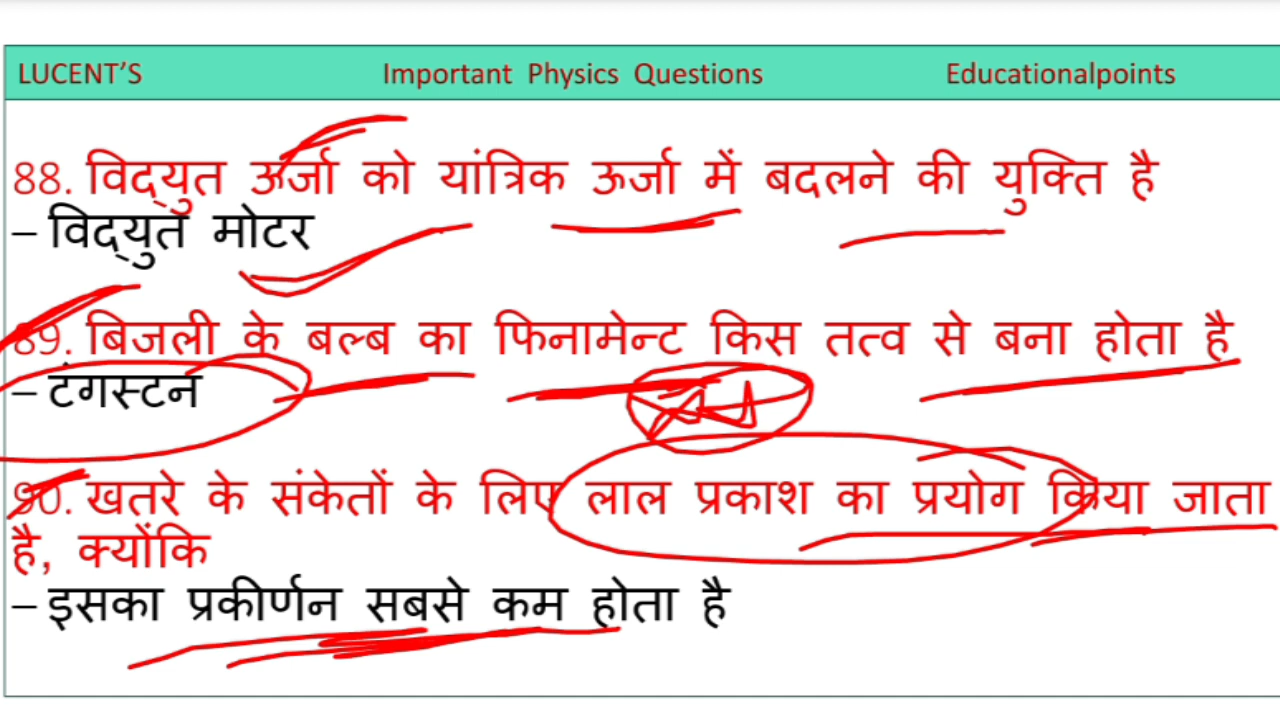 LUCENT'S Important Physics Questions Educationalpoints
88. विद्युत ऊर्जा को यांत्रिक ऊर्जा में बदलने की युक्ति है
– विद्युत मोटर
89. बिजली के बल्ब का फिनामेन्ट किस तत्व से बना होता है
– टंगस्टन
90. खतरे के संकेतों के लिए लाल प्रकाश का प्रयोग किया जाता
है, क्योंकि
– इसका प्रकीर्णन सबसे कम होता है